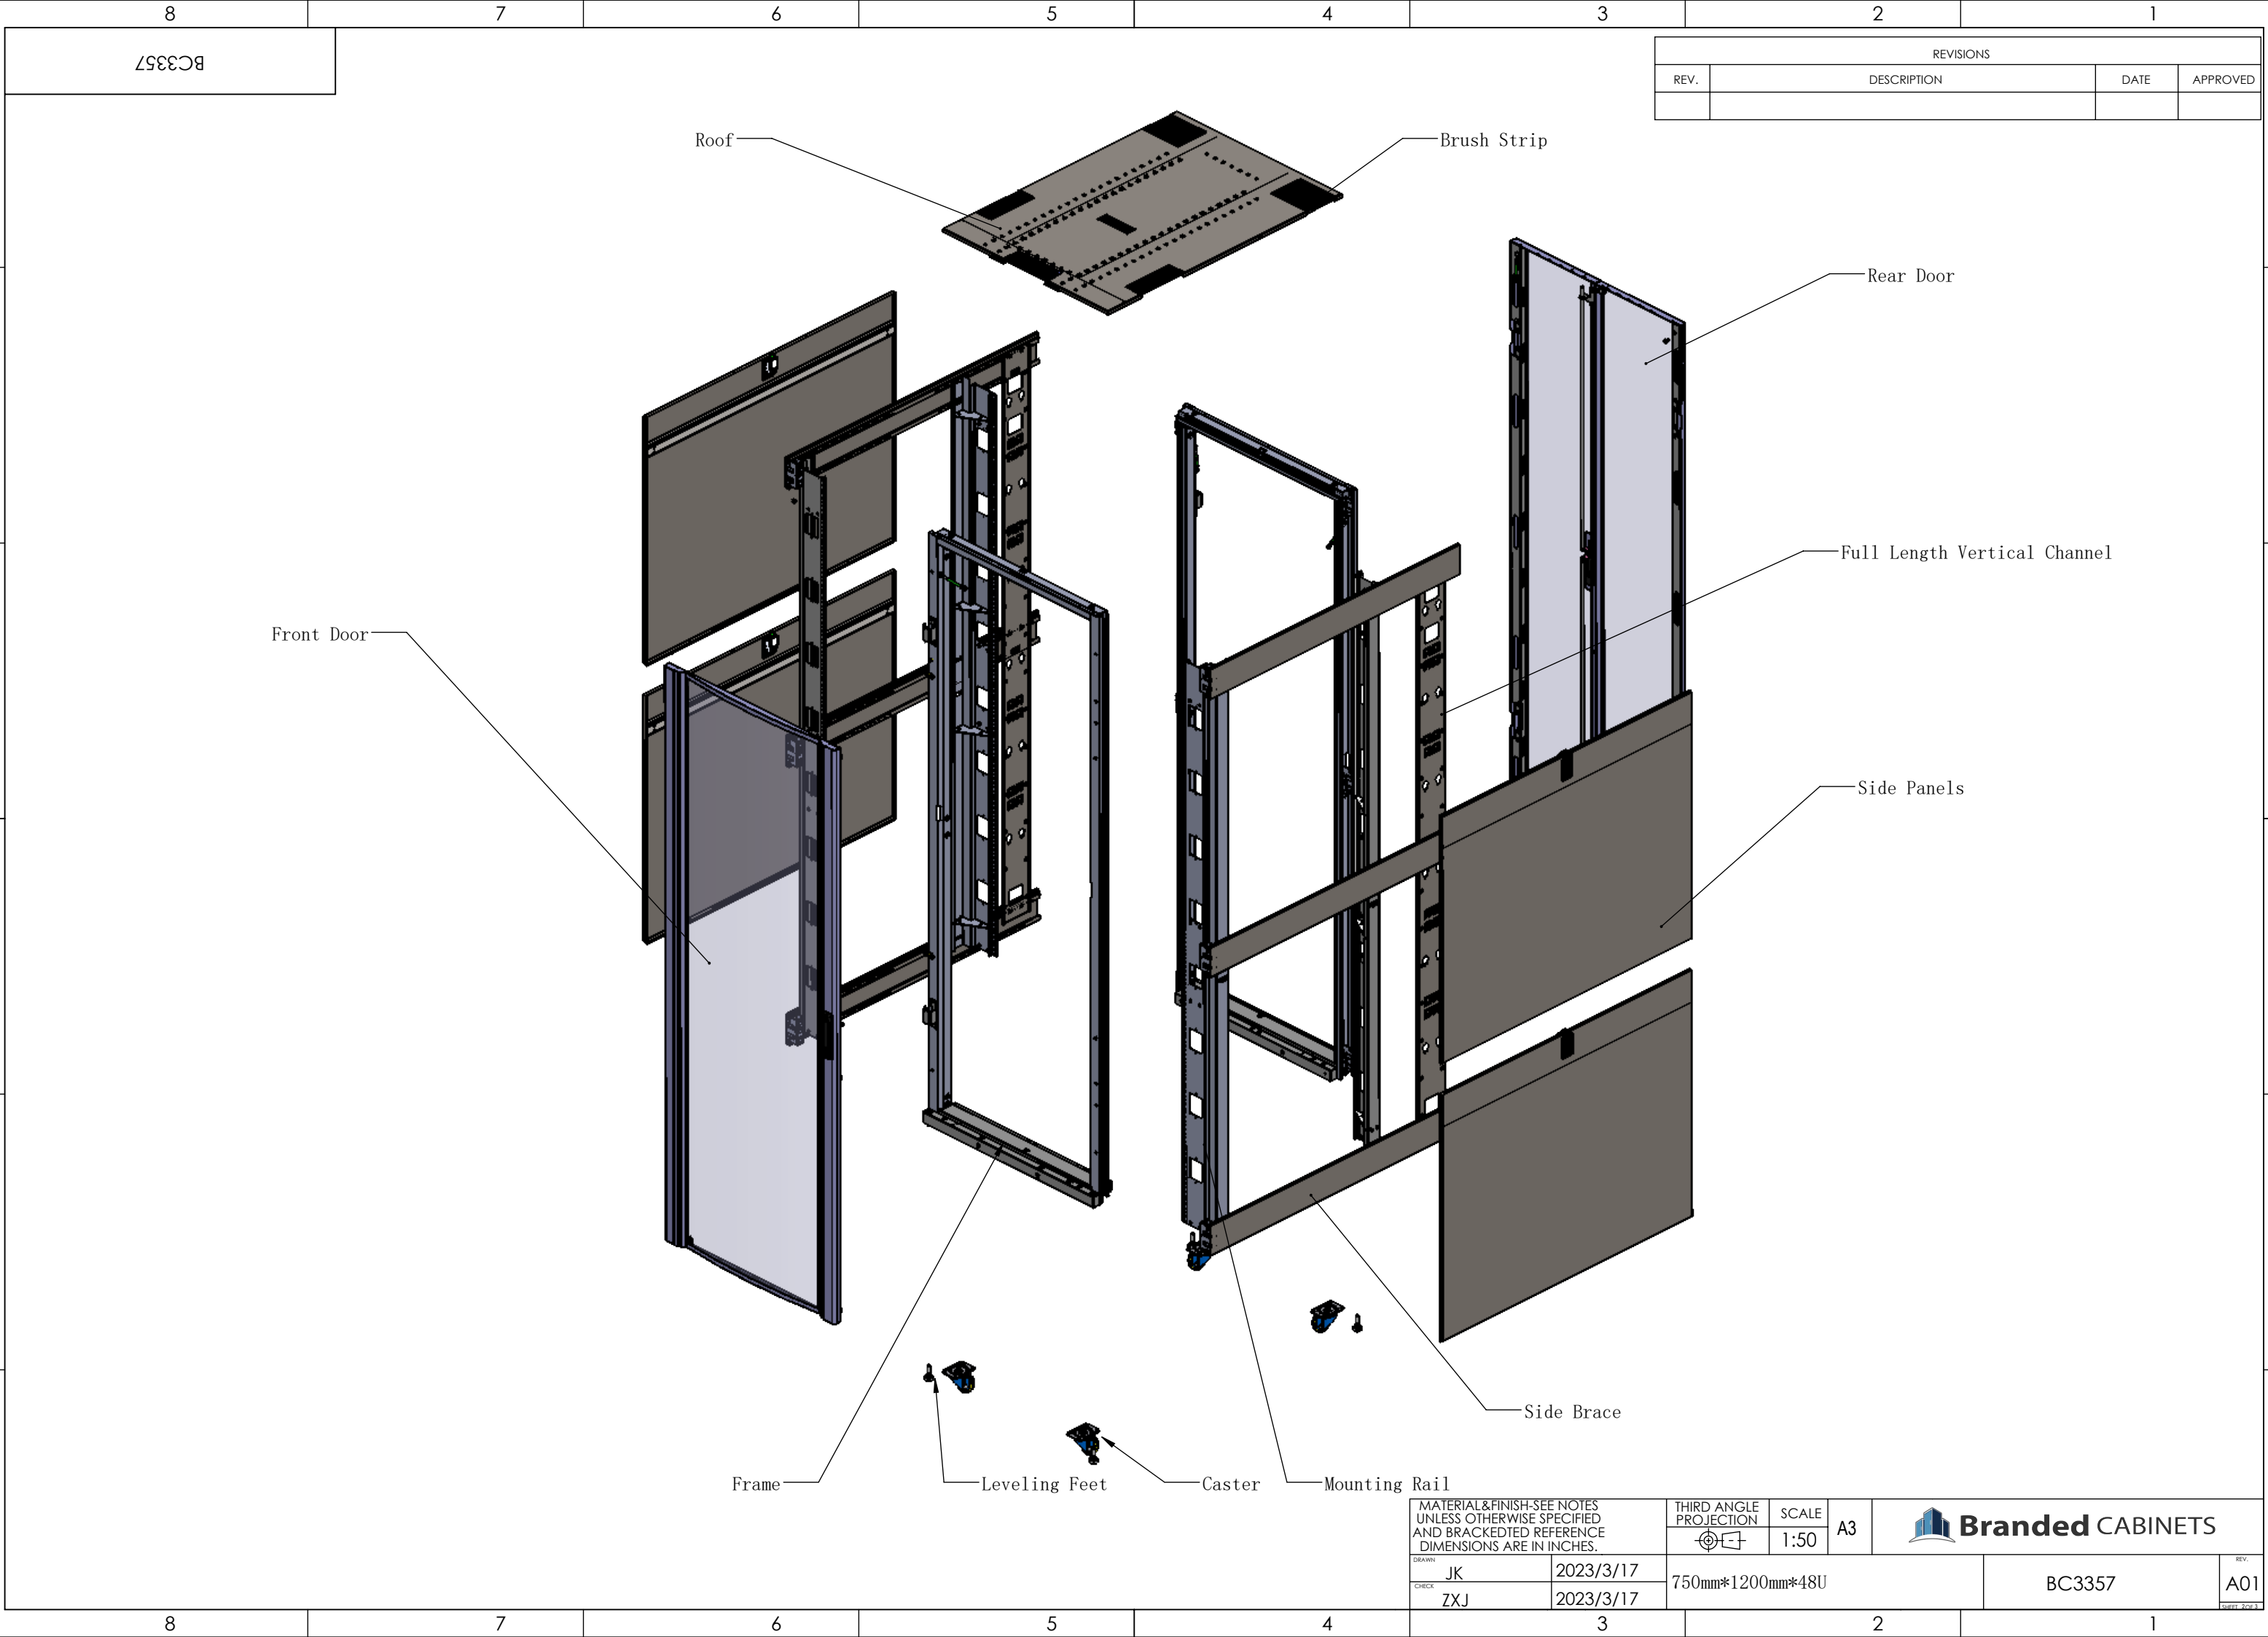 8 7 6 5 4 3 2 1
BC3357
REVISIONS
REV. DESCRIPTION DATE APPROVED
Roof
Brush Strip
Rear Door
Full Length Vertical Channel
Front Door
Side Panels
Side Brace
Frame
Leveling Feet
Caster
Mounting Rail
MATERIAL&FINISH-SEE NOTES
UNLESS OTHERWISE SPECIFIED
AND BRACKEDTED REFERENCE
DIMENSIONS ARE IN INCHES.
THIRD ANGLE
PROJECTION
SCALE
1:50
A3
Branded CABINETS
DRAWN
JK 2023/3/17
CHECK
ZXJ 2023/3/17
750mm*1200mm*48U
BC3357
REV.
A01
SHEET 2 OF 3
8 7 6 5 4 3 2 1